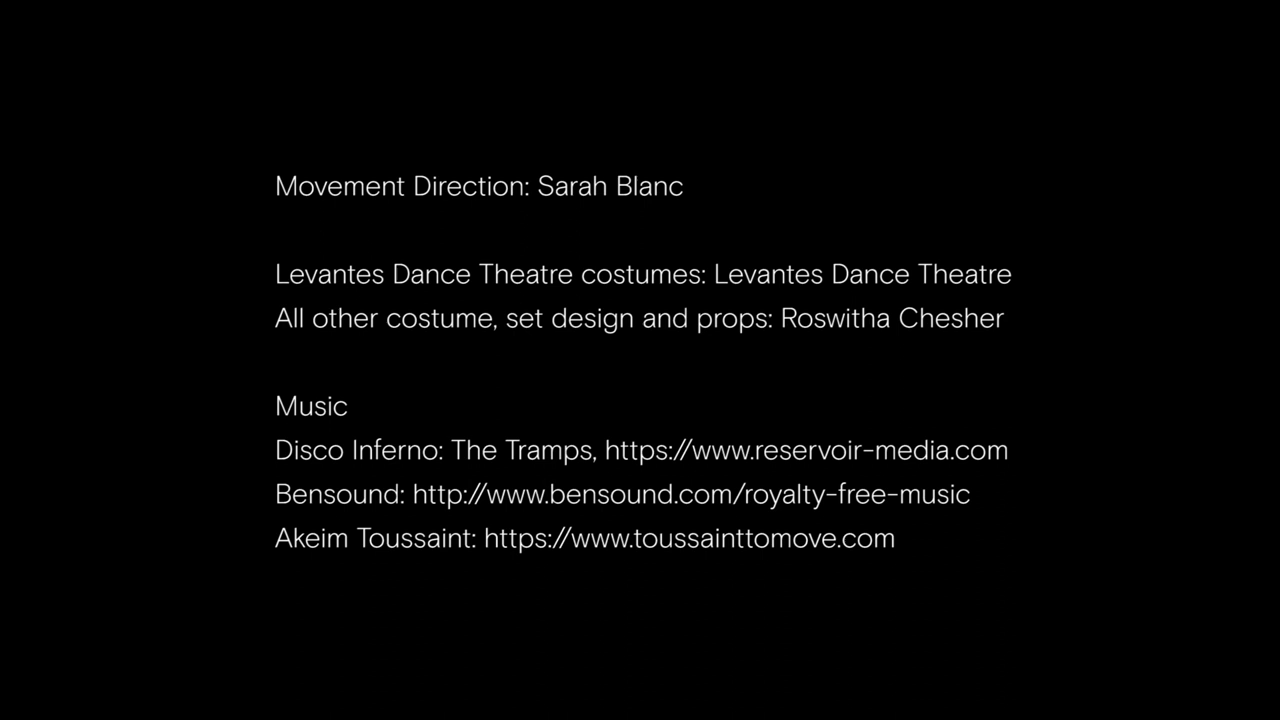 Movement Direction: Sarah Blanc
Levantes Dance Theatre costumes: Levantes Dance Theatre
All other costume, set design and props: Roswitha Chesher
Music
Disco Inferno: The Tramps, https://www.reservoir-media.com
Bensound: http://www.bensound.com/royalty-free-music
Akeim Toussaint: https://www.toussainttomove.com